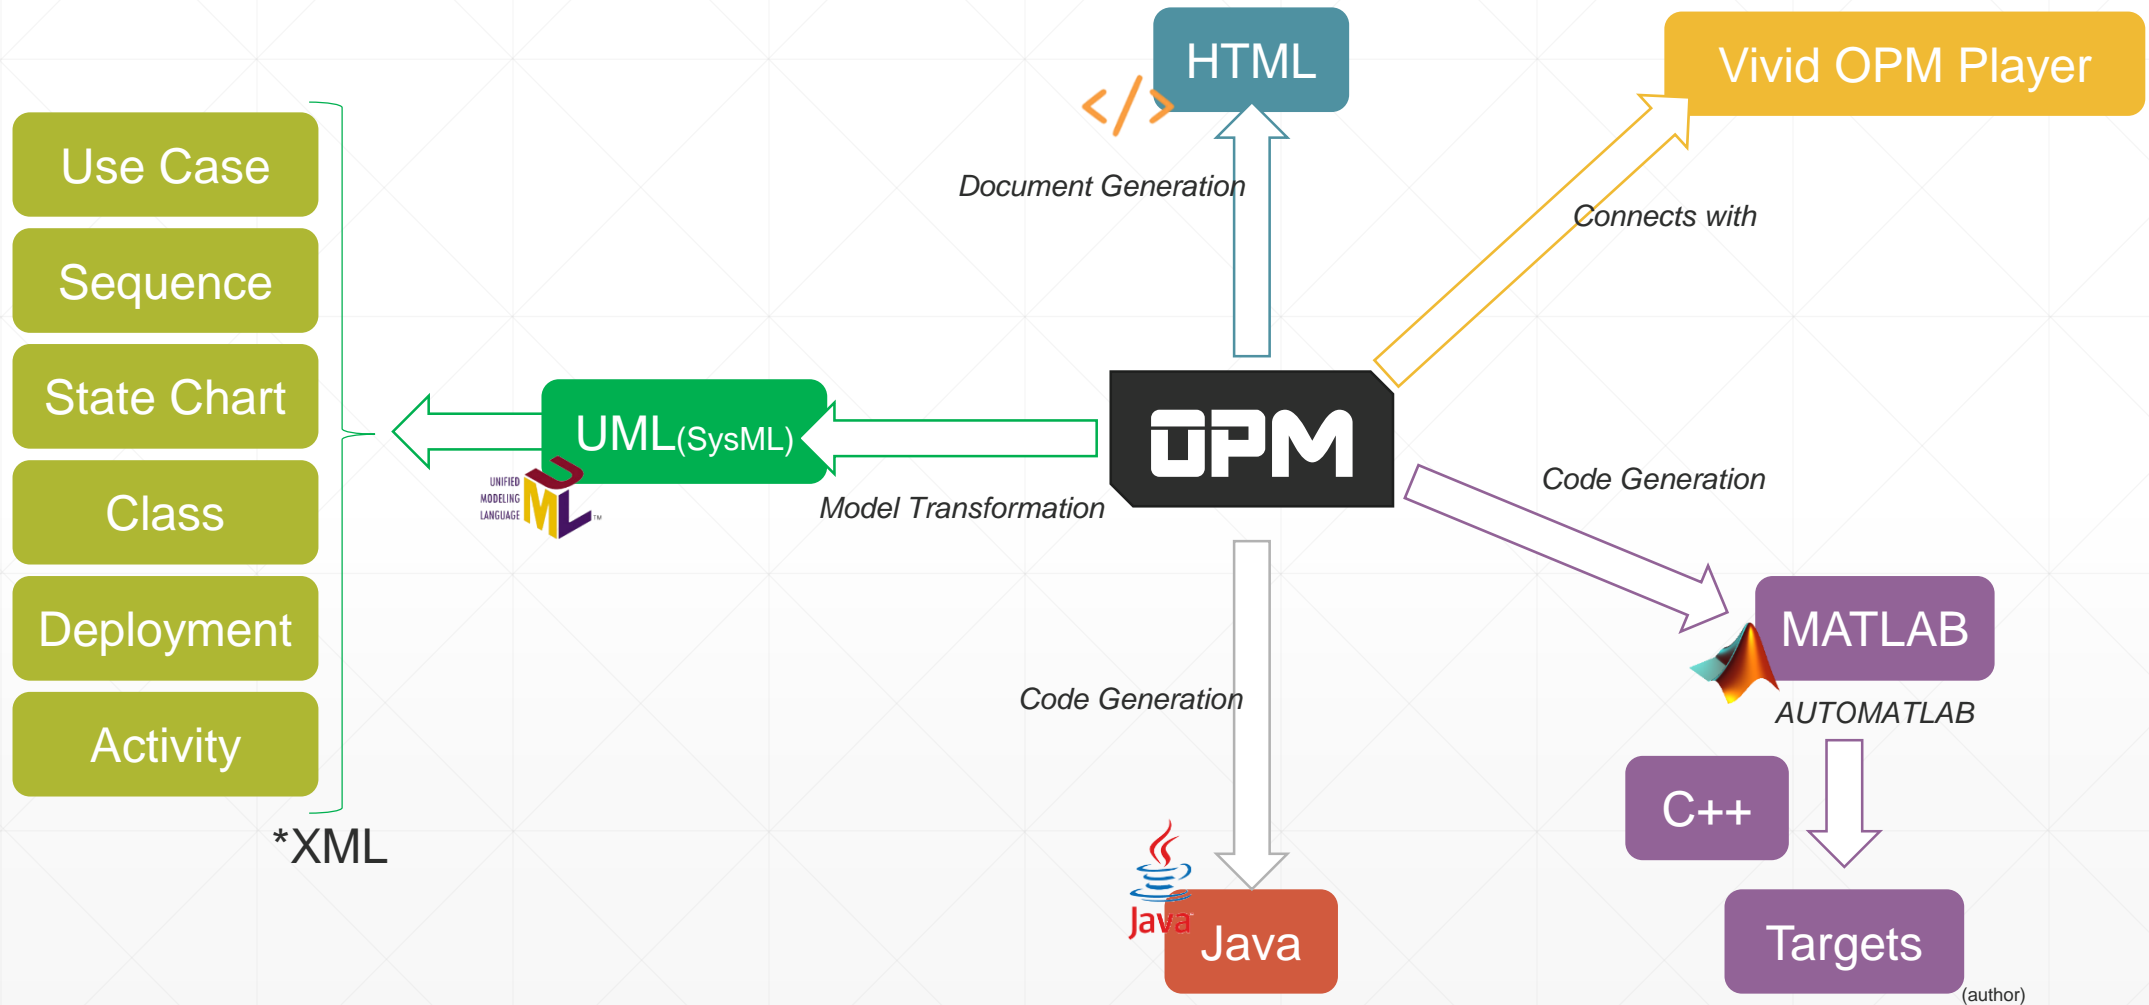 HTML
Vivid OPM Player
</>
Document Generation
Connects with
Use Case
Sequence
State Chart
Class
Deployment
Activity
*XML
UML(SysML)
UNIFIED
MODELING
LANGUAGE
UML
TM
Model Transformation
OPM
Code Generation
MATLAB
AUTOMATLAB
C++
Targets
(author)
Code Generation
Java
Java